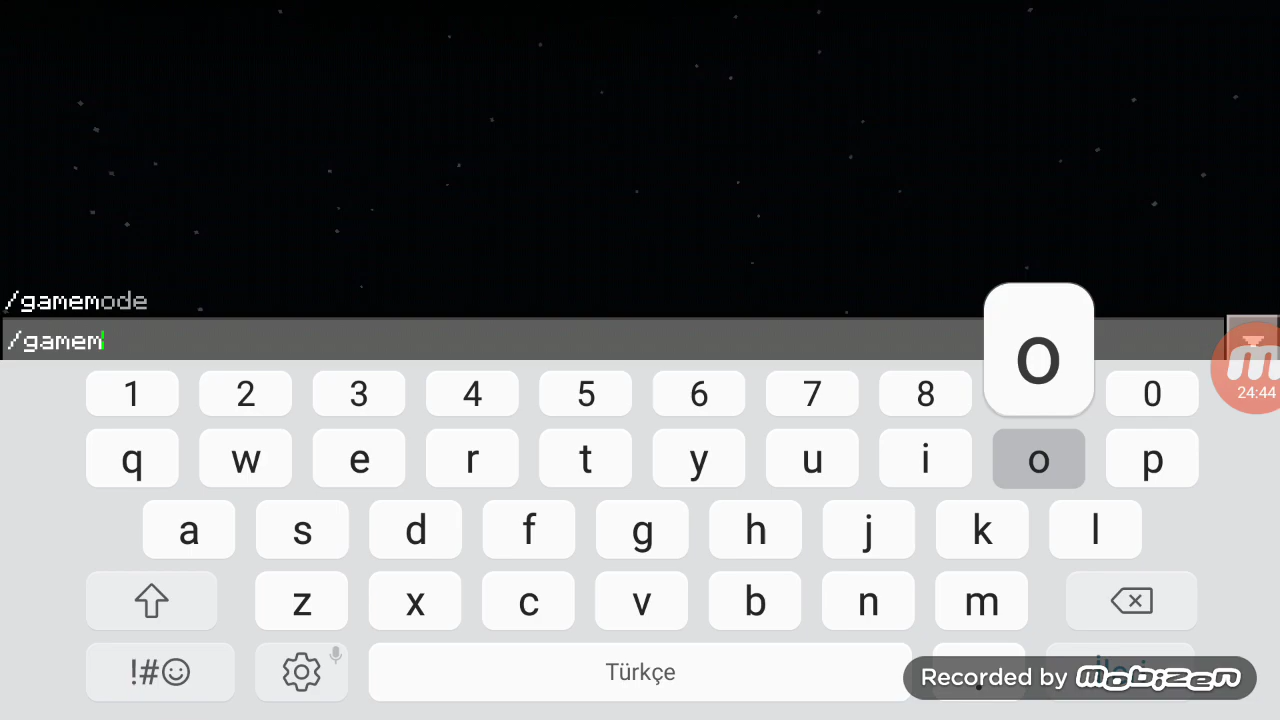 /gamemode
/gamem
o
24:44
1 2 3 4 5 6 7 8 0
q w e r t y u i o p
a s d f g h j k l
z x c v b n m
!#☺ Türkçe
Recorded by mobizen